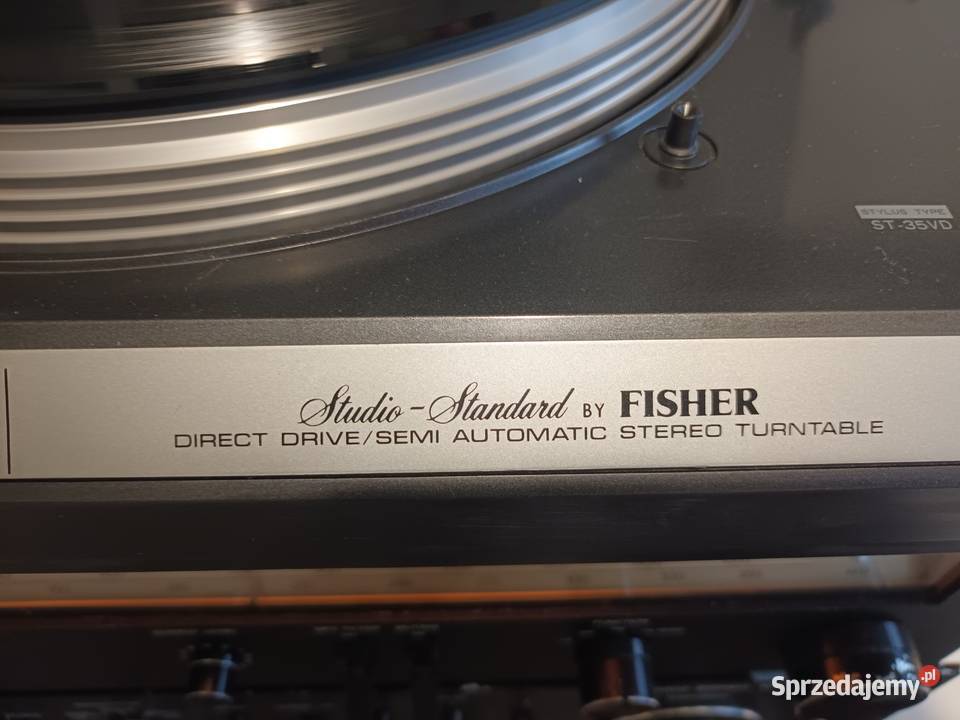 STYLUS TYPE
ST-35VD
Studio-Standard BY FISHER
DIRECT DRIVE/SEMI AUTOMATIC STEREO TURNTABLE
Sprzedajemy.pl